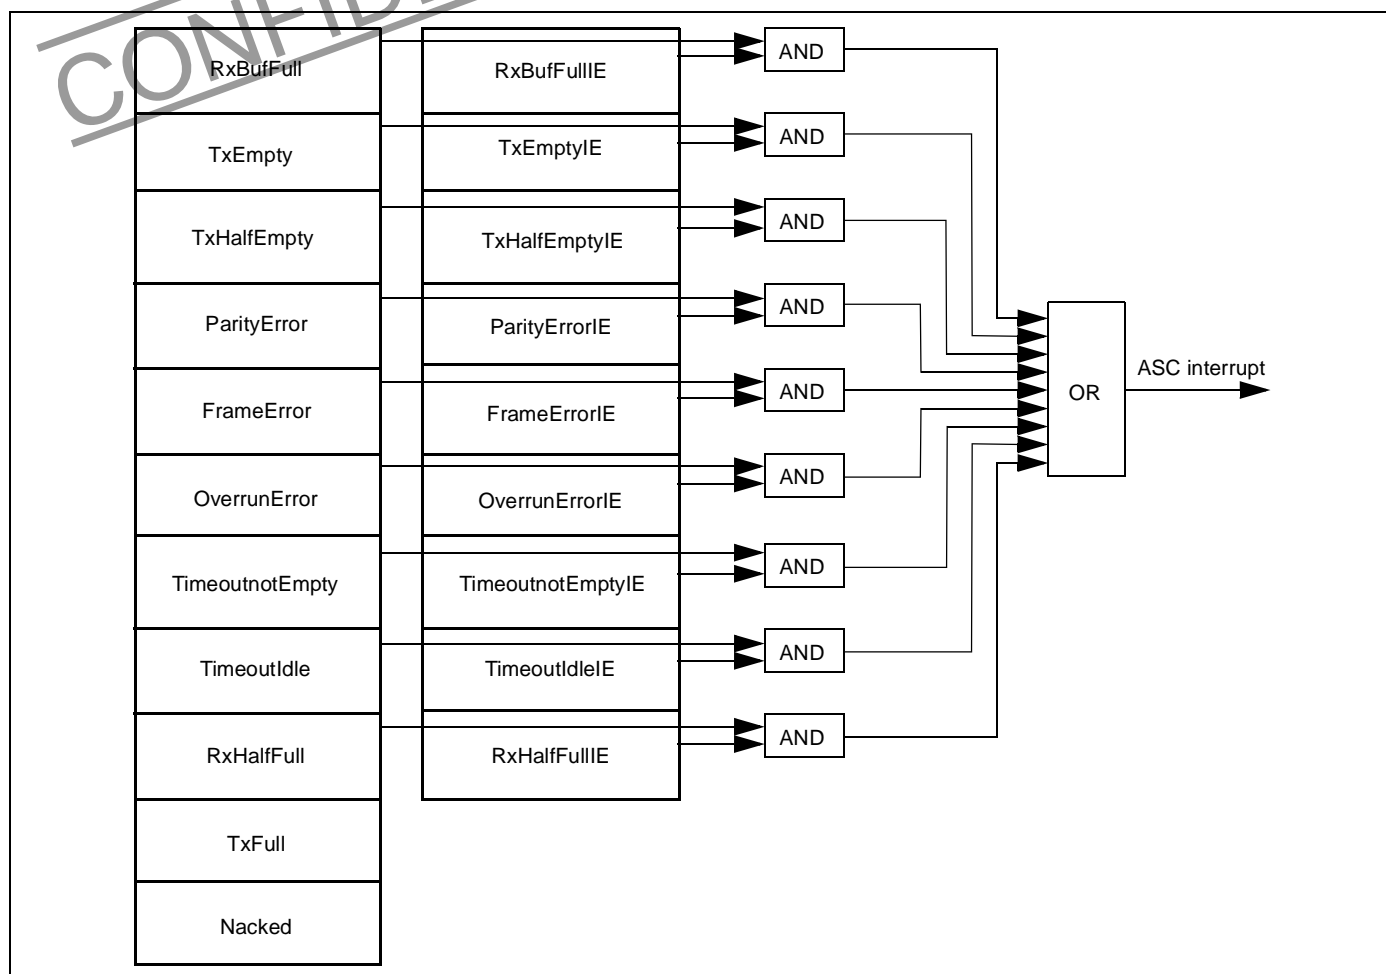 RxBufFull RxBufFullIE AND
TxEmpty TxEmptyIE AND
TxHalfEmpty TxHalfEmptyIE AND
ParityError ParityErrorIE AND
FrameError FrameErrorIE AND
OR ASC interrupt
OverrunError OverrunErrorIE AND
TimeoutnotEmpty TimeoutnotEmptyIE AND
TimeoutIdle TimeoutIdleIE AND
RxHalfFull RxHalfFullIE AND
TxFull
Nacked